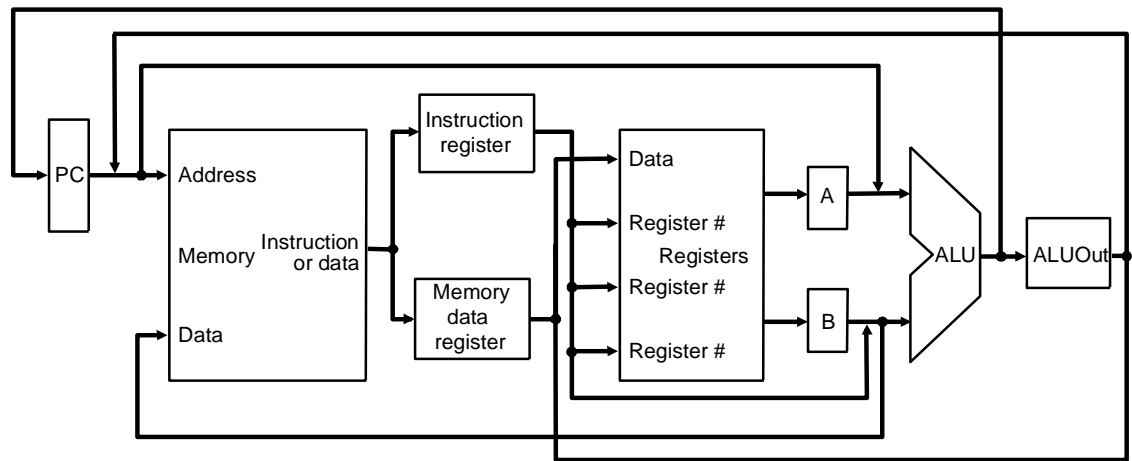 PC
Address
Memory
Instruction
or data
Data
Instruction
register
Memory
data
register
Data
Register #
Registers
Register #
Register #
A
B
ALU
ALUOut